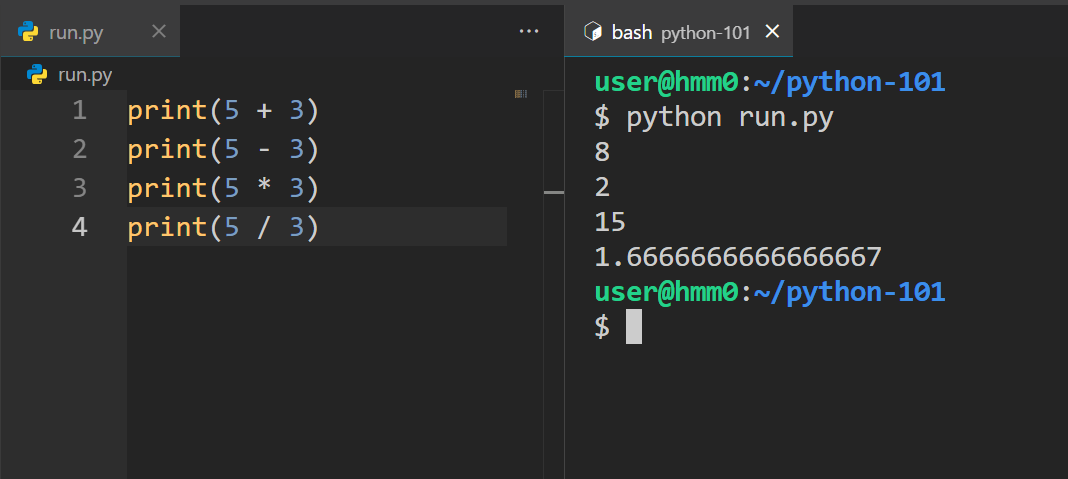 run.py
run.py
1 print(5 + 3)
2 print(5 - 3)
3 print(5 * 3)
4 print(5 / 3)
bash python-101
user@hmm0:~/python-101
$ python run.py
8
2
15
1.6666666666666667
user@hmm0:~/python-101
$